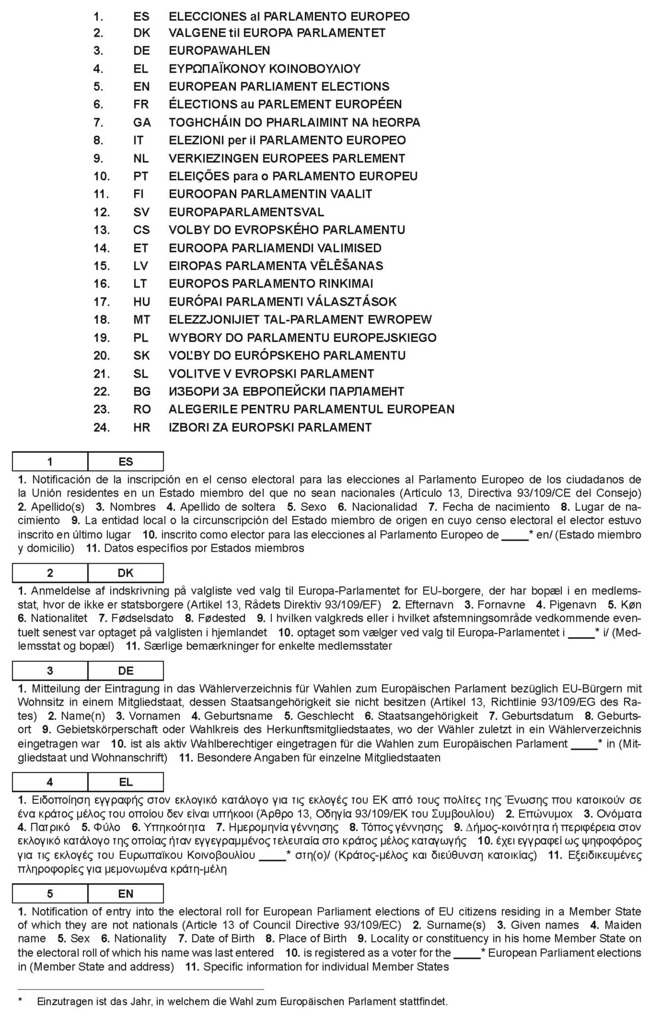 1. ES ELECCIONES al PARLAMENTO EUROPEO
2. DK VALGENE til EUROPA PARLAMENTET
3. DE EUROPAWAHLEN
4. EL ΕΥΡΩΠΑΪΚΟΝΟΥ ΚΟΙΝΟΒΟΥΛΙΟΥ
5. EN EUROPEAN PARLIAMENT ELECTIONS
6. FR ÉLECTIONS au PARLEMENT EUROPÉEN
7. GA TOGHCHÁIN DO PHARLAIMINT NA hEORPA
8. IT ELEZIONI per il PARLAMENTO EUROPEO
9. NL VERKIEZINGEN EUROPEES PARLEMENT
10. PT ELEIÇÕES para o PARLAMENTO EUROPEU
11. FI EUROOPAN PARLAMENTIN VAALIT
12. SV EUROPAPARLAMENTSVAL
13. CS VOLBY DO EVROPSKÉHO PARLAMENTU
14. ET EUROOPA PARLIAMENDI VALIMISED
15. LV EIROPAS PARLAMENTA VĒLĒŠANAS
16. LT EUROPOS PARLAMENTO RINKIMAI
17. HU EURÓPAI PARLAMENTI VÁLASZTÁSOK
18. MT ELEZZJONIJIET TAL-PARLAMENT EWROPEW
19. PL WYBORY DO PARLAMENTU EUROPEJSKIEGO
20. SK VOĽBY DO EURÓPSKEHO PARLAMENTU
21. SL VOLITVE V EVROPSKI PARLAMENT
22. BG ИЗБОРИ ЗА ЕВРОПЕЙСКИ ПАРЛАМЕНТ
23. RO ALEGERILE PENTRU PARLAMENTUL EUROPEAN
24. HR IZBORI ZA EUROPSKI PARLAMENT
1 ES
1. Notificación de la inscripción en el censo electoral para las elecciones al Parlamento Europeo de los ciudadanos de
la Unión residentes en un Estado miembro del que no sean nacionales (Artículo 13, Directiva 93/109/CE del Consejo)
2. Apellido(s) 3. Nombres 4. Apellido de soltera 5. Sexo 6. Nacionalidad 7. Fecha de nacimiento 8. Lugar de na-
cimiento 9. La entidad local o la circunscripción del Estado miembro de origen en cuyo censo electoral el elector estuvo
inscrito en último lugar 10. inscrito como elector para las elecciones al Parlamento Europeo de _____* en/ (Estado miembro
y domicilio) 11. Datos específios por Estados miembros
2 DK
1. Anmeldelse af indskrivning på valgliste ved valg til Europa-Parlamentet for EU-borgere, der har bopæl i en medlems-
stat, hvor de ikke er statsborgere (Artikel 13, Rådets Direktiv 93/109/EF) 2. Efternavn 3. Fornavne 4. Pigenavn 5. Køn
6. Nationalitet 7. Fødselsdato 8. Fødested 9. I hvilken valgkreds eller i hvilket afstemningsområde vedkommende even-
tuelt senest var optaget på valglisten i hjemlandet 10. optaget som vælger ved valg til Europa-Parlamentet i _____* i/ (Med-
lemsstat og bopæl) 11. Særlige bemærkninger for enkelte medlemsstater
3 DE
1. Mitteilung der Eintragung in das Wählerverzeichnis für Wahlen zum Europäischen Parlament bezüglich EU-Bürgern mit
Wohnsitz in einem Mitgliedstaat, dessen Staatsangehörigkeit sie nicht besitzen (Artikel 13, Richtlinie 93/109/EG des Ra-
tes) 2. Name(n) 3. Vornamen 4. Geburtsname 5. Geschlecht 6. Staatsangehörigkeit 7. Geburtsdatum 8. Geburts-
ort 9. Gebietskörperschaft oder Wahlkreis des Herkunftsmitgliedstaates, wo der Wähler zuletzt in ein Wählerverzeichnis
eingetragen war 10. ist als aktiv Wahlberechtiger eingetragen für die Wahlen zum Europäischen Parlament _____* in (Mit-
gliedstaat und Wohnanschrift) 11. Besondere Angaben für einzelne Mitgliedstaaten
4 EL
1. Ειδοποίηση εγγραφής στον εκλογικό κατάλογο για τις εκλογές του ΕΚ από τους πολίτες της Ένωσης που κατοικούν σε
ένα κράτος μέλος του οποίου δεν είναι υπήκοοι (Άρθρο 13, Οδηγία 93/109/ΕΚ του Συμβουλίου) 2. Επώνυμοχ 3. Ονόματα
4. Πατρικό 5. Φύλο 6. Υπηκοότητα 7. Ημερομηνία γέννησης 8. Τόπος γέννησης 9. Δήμος-κοινότητα ή περιφέρεια στον
εκλογικό κατάλογο της οποίας ήταν εγγεγραμμένος τελευταία στο κράτος μέλος καταγωγής 10. έχει εγγραφεί ως ψηφοφόρος
για τις εκλογές του Ευρωπαϊκου Κοινοβουλίου _____* στη(ο)/ (Κράτος-μέλος και διεύθυνση κατοικίας) 11. Εξειδικευμένες
πληροφορίες για μεμονωμένα κράτη-μέλη
5 EN
1. Notification of entry into the electoral roll for European Parliament elections of EU citizens residing in a Member State
of which they are not nationals (Article 13 of Council Directive 93/109/EC) 2. Surname(s) 3. Given names 4. Maiden
name 5. Sex 6. Nationality 7. Date of Birth 8. Place of Birth 9. Locality or constituency in his home Member State on
the electoral roll of which his name was last entered 10. is registered as a voter for the _____* European Parliament elections
in (Member State and address) 11. Specific information for individual Member States
* Einzutragen ist das Jahr, in welchem die Wahl zum Europäischen Parlament stattfindet.